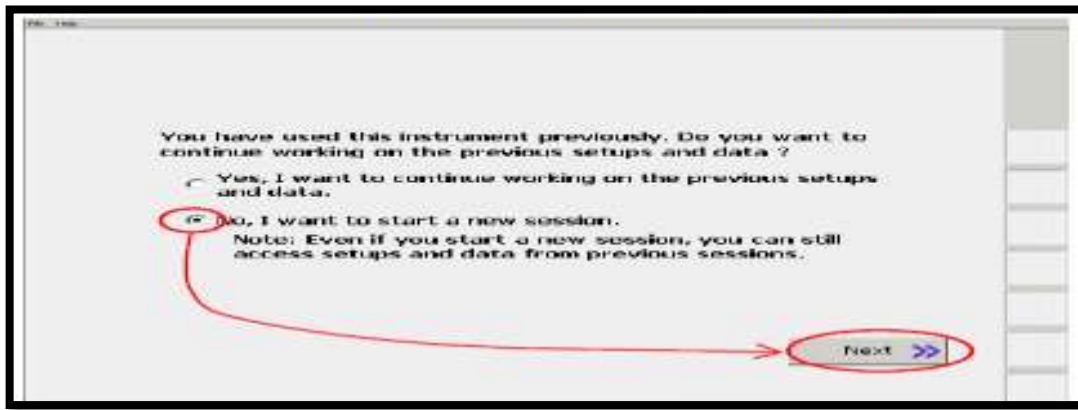 File Help
You have used this instrument previously. Do you want to
continue working on the previous setups and data ?
Yes, I want to continue working on the previous setups
and data.
No, I want to start a new session.
Note: Even if you start a new session, you can still
access setups and data from previous sessions.
Next >>